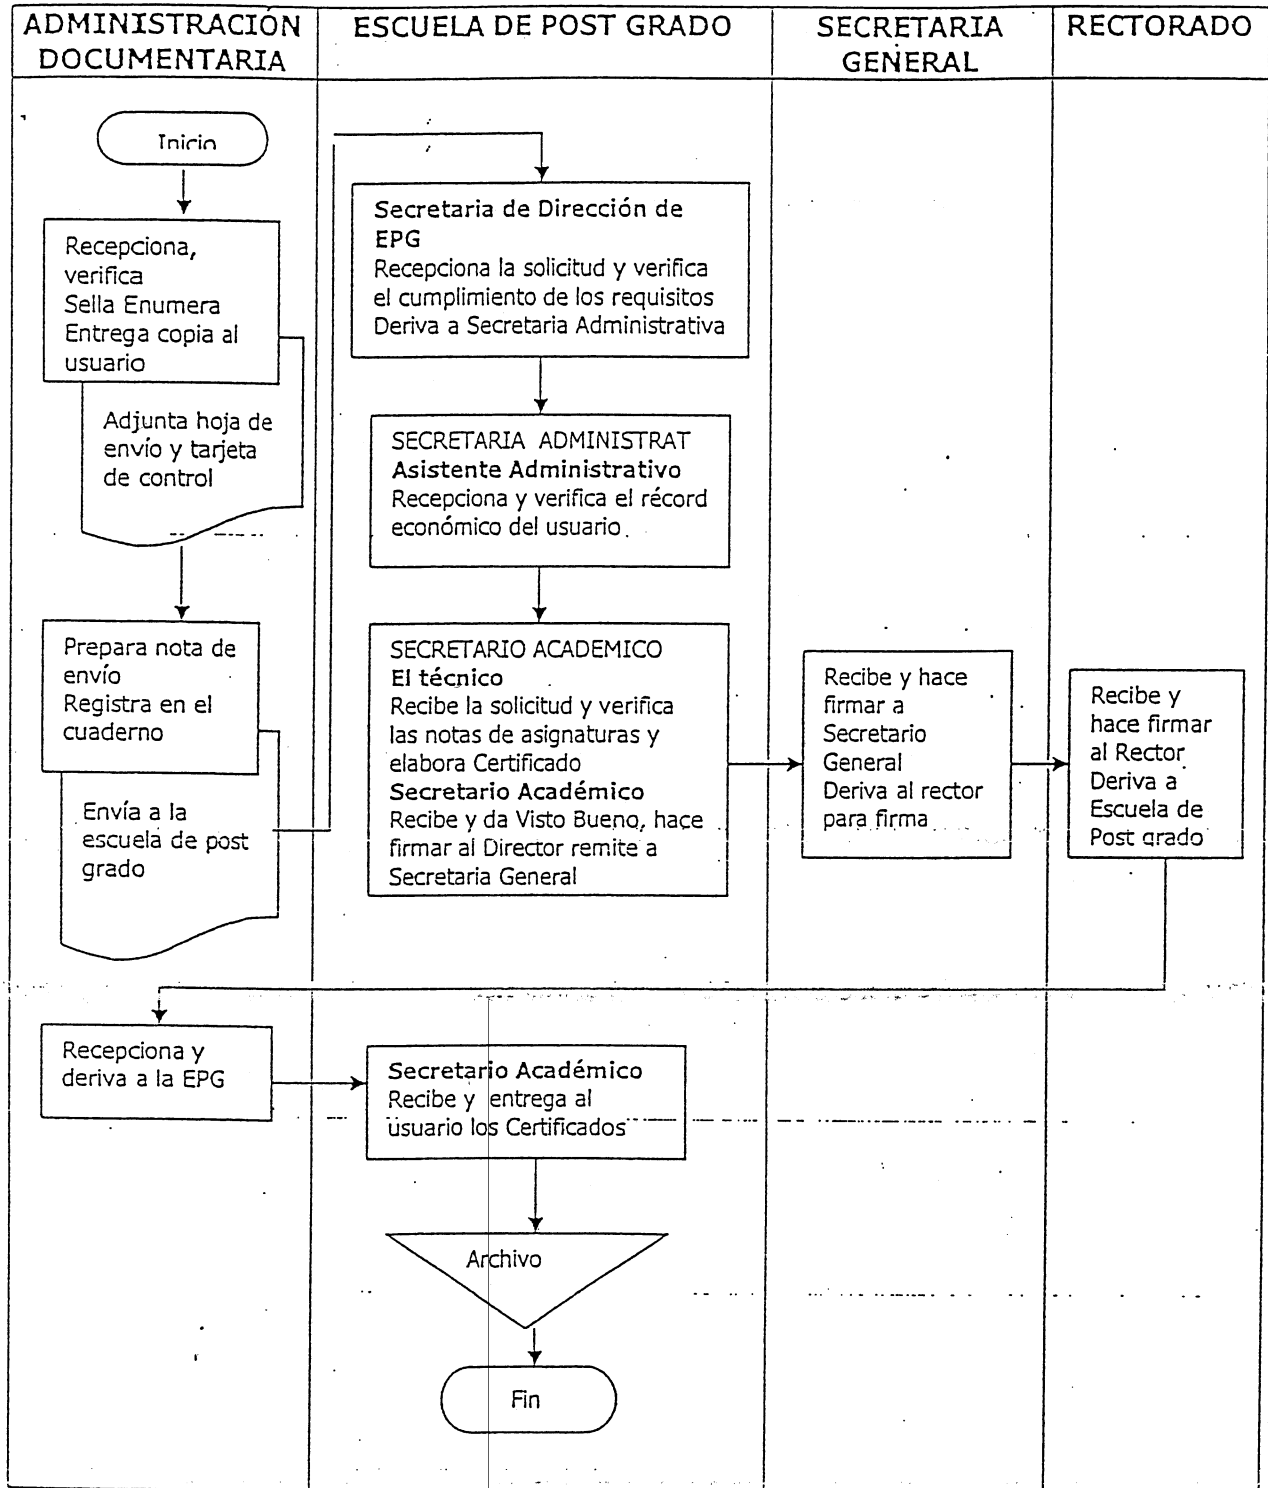 ADMINISTRACIÓN
DOCUMENTARIA
ESCUELA DE POST GRADO
SECRETARIA
GENERAL
RECTORADO
Inicio
Recepciona,
verifica
Sella Enumera
Entrega copia al
usuario
Adjunta hoja de
envío y tarjeta
de control
Prepara nota de
envío
Registra en el
cuaderno
Envía a la
escuela de post
grado
Secretaria de Dirección de
EPG
Recepciona la solicitud y verifica
el cumplimiento de los requisitos
Deriva a Secretaria Administrativa
SECRETARIA ADMINISTRAT
Asistente Administrativo
Recepciona y verifica el récord
económico del usuario
SECRETARIO ACADEMICO
El técnico
Recibe la solicitud y verifica
las notas de asignaturas y
elabora Certificado
Secretario Académico
Recibe y da Visto Bueno, hace
firmar al Director remite a
Secretaria General
Recibe y hace
firmar a
Secretario
General
Deriva al rector
para firma
Recibe y
hace firmar
al Rector
Deriva a
Escuela de
Post grado
Recepciona y
deriva a la EPG
Secretario Académico
Recibe y entrega al
usuario los Certificados
Archivo
Fin